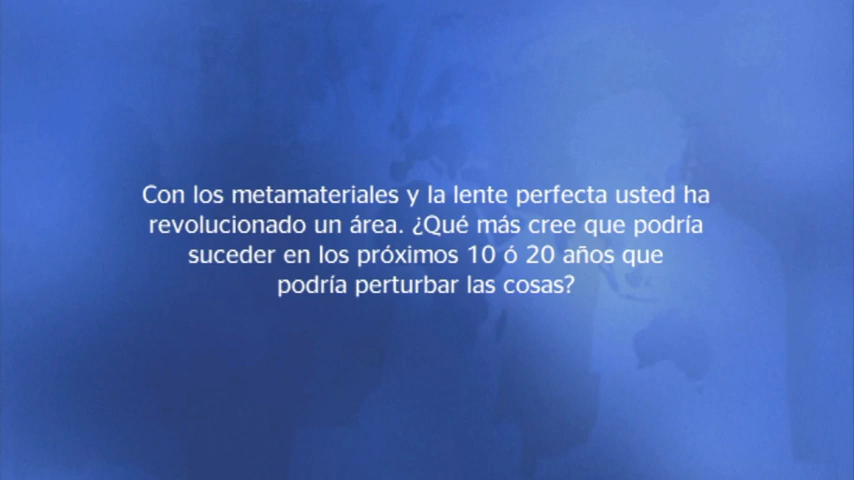 Con los metamateriales y la lente perfecta usted ha
revolucionado un área. ¿Qué más cree que podría
suceder en los próximos 10 ó 20 años que
podría perturbar las cosas?